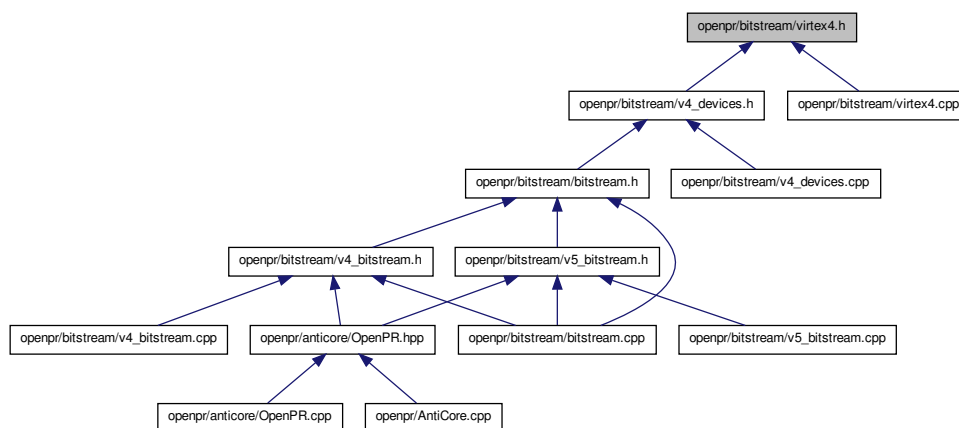 openpr/bitstream/virtex4.h
openpr/bitstream/v4_devices.h
openpr/bitstream/virtex4.cpp
openpr/bitstream/bitstream.h
openpr/bitstream/v4_devices.cpp
openpr/bitstream/v4_bitstream.h
openpr/bitstream/v5_bitstream.h
openpr/bitstream/v4_bitstream.cpp
openpr/anticore/OpenPR.hpp
openpr/bitstream/bitstream.cpp
openpr/bitstream/v5_bitstream.cpp
openpr/anticore/OpenPR.cpp
openpr/AntiCore.cpp